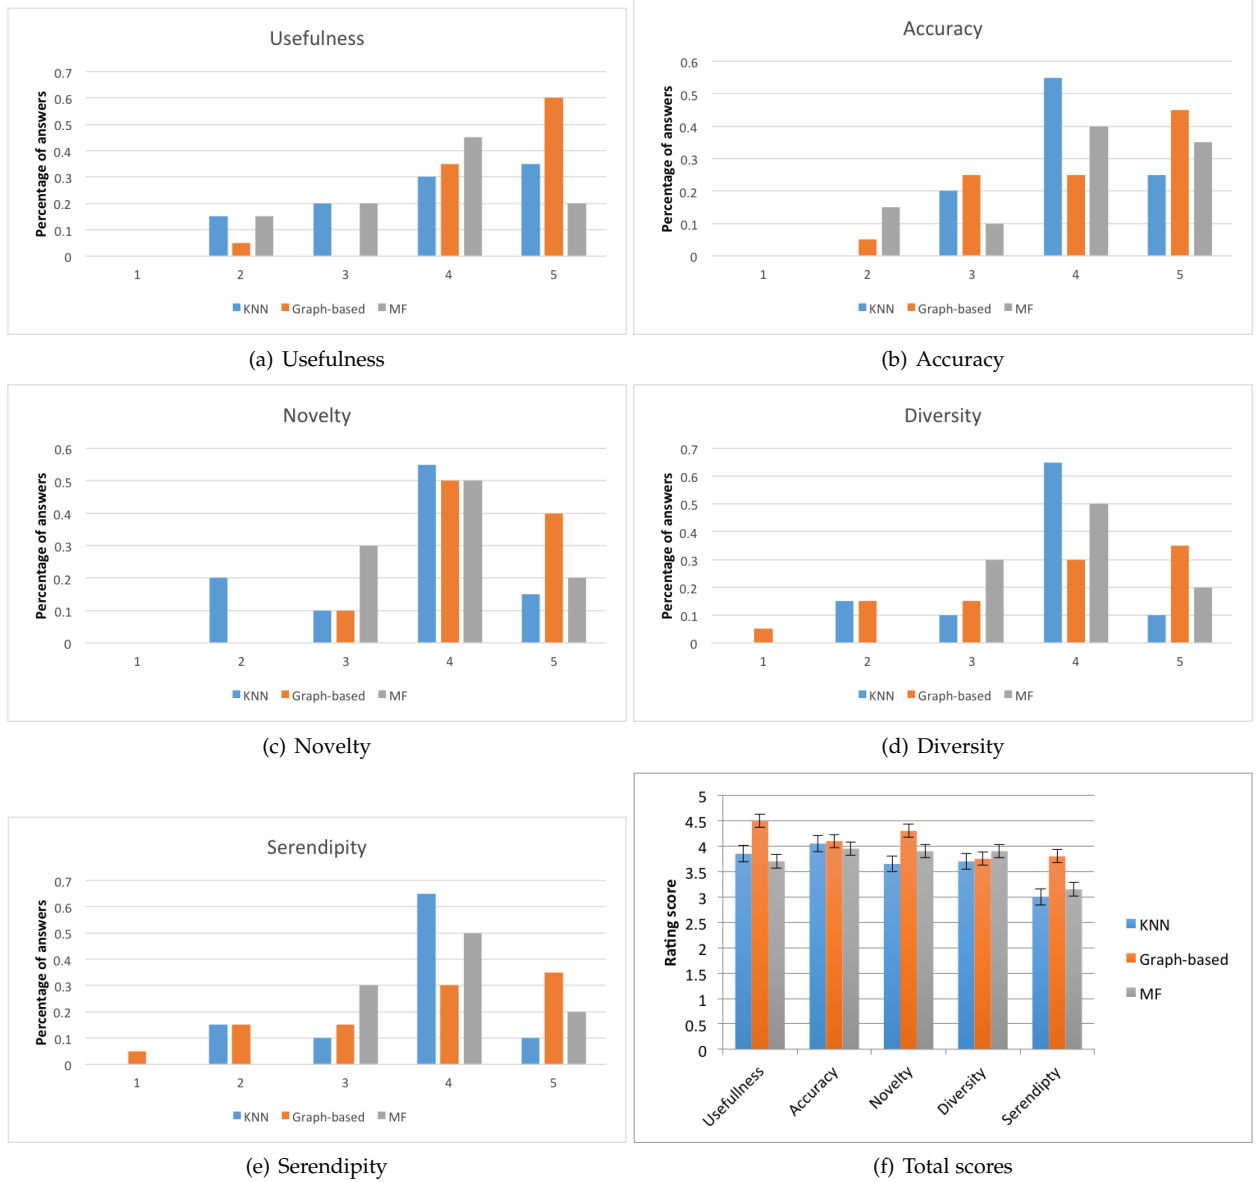 Usefulness
Percentage of answers
0.7
0.6
0.5
0.4
0.3
0.2
0.1
0
1 2 3 4 5
KNN Graph-based MF
(a) Usefulness
Accuracy
Percentage of answers
0.6
0.5
0.4
0.3
0.2
0.1
0
1 2 3 4 5
KNN Graph-based MF
(b) Accuracy
Novelty
Percentage of answers
0.6
0.5
0.4
0.3
0.2
0.1
0
1 2 3 4 5
KNN Graph-based MF
(c) Novelty
Diversity
Percentage of answers
0.7
0.6
0.5
0.4
0.3
0.2
0.1
0
1 2 3 4 5
KNN Graph-based MF
(d) Diversity
Serendipity
Percentage of answers
0.7
0.6
0.5
0.4
0.3
0.2
0.1
0
1 2 3 4 5
KNN Graph-based MF
(e) Serendipity
Rating score
5
4.5
4
3.5
3
2.5
2
1.5
1
0.5
0
Usefullness
Accuracy
Novelty
Diversity
Serendipty
KNN
Graph-based
MF
(f) Total scores